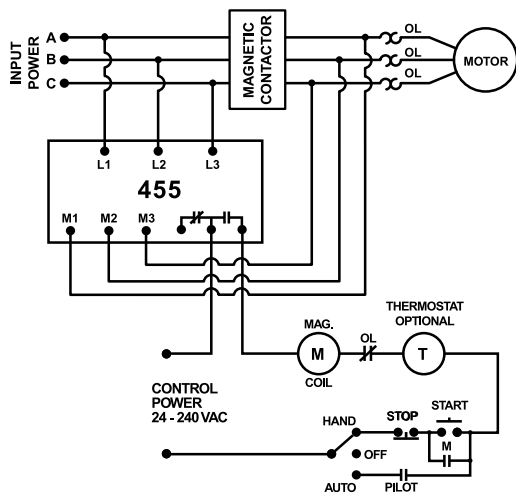 INPUT
POWER
A
B
C
MAGNETIC
CONTACTOR
OL
OL
OL
MOTOR
L1
L2
L3
455
M1
M2
M3
THERMOSTAT
OPTIONAL
MAG.
M
COIL
OL
T
CONTROL
POWER
24 - 240 VAC
HAND
OFF
AUTO
STOP
START
M
PILOT